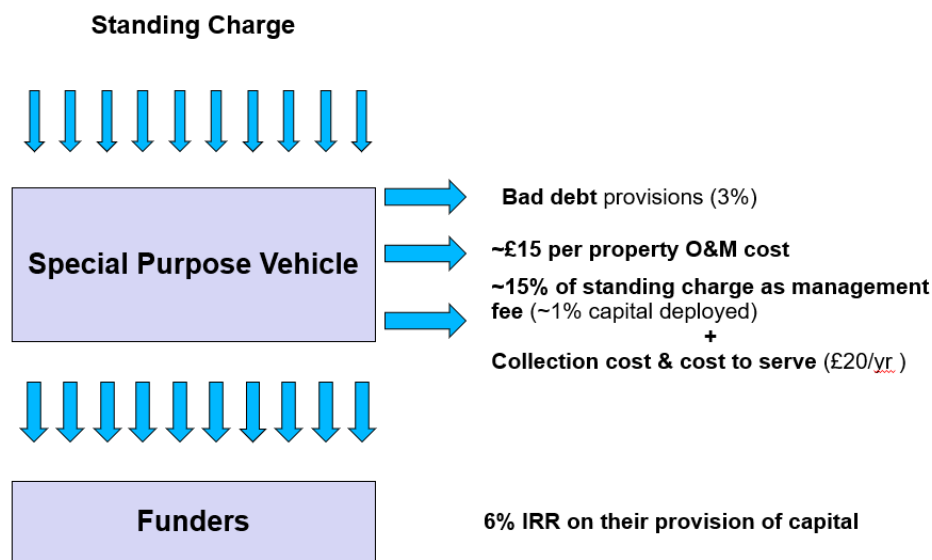 Standing Charge
Special Purpose Vehicle
Bad debt provisions (3%)
~£15 per property O&M cost
~15% of standing charge as management
fee (~1% capital deployed)
+
Collection cost & cost to serve (£20/yr )
Funders
6% IRR on their provision of capital